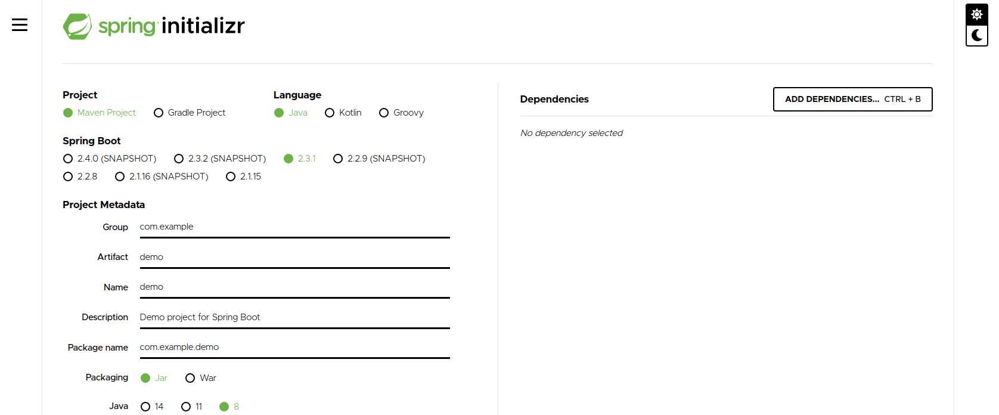 spring initializr
Project
Maven Project Gradle Project
Language
Java Kotlin Groovy
Spring Boot
2.4.0 (SNAPSHOT) 2.3.2 (SNAPSHOT) 2.3.1 2.2.9 (SNAPSHOT)
2.2.8 2.1.16 (SNAPSHOT) 2.1.15
Project Metadata
Group com.example
Artifact demo
Name demo
Description Demo project for Spring Boot
Package name com.example.demo
Packaging Jar War
Java 14 11 8
Dependencies
ADD DEPENDENCIES... CTRL + B
No dependency selected